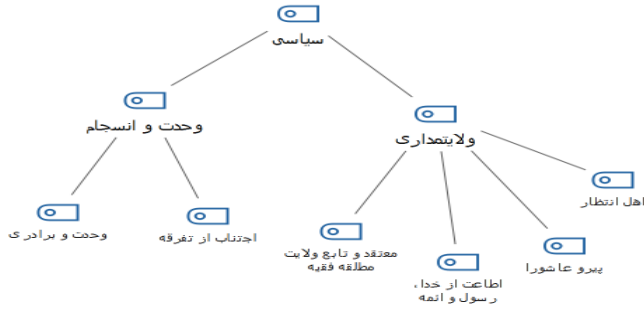 سیاسی
وحدت و انسجام
ولایتمداری
اهل انتظار
وحدت و برادری
اجتناب از تفرقه
معتقد و تابع ولایت
مطلقه فقیه
اطاعت از خدا،
رسول و ائمه
پیرو عاشورا